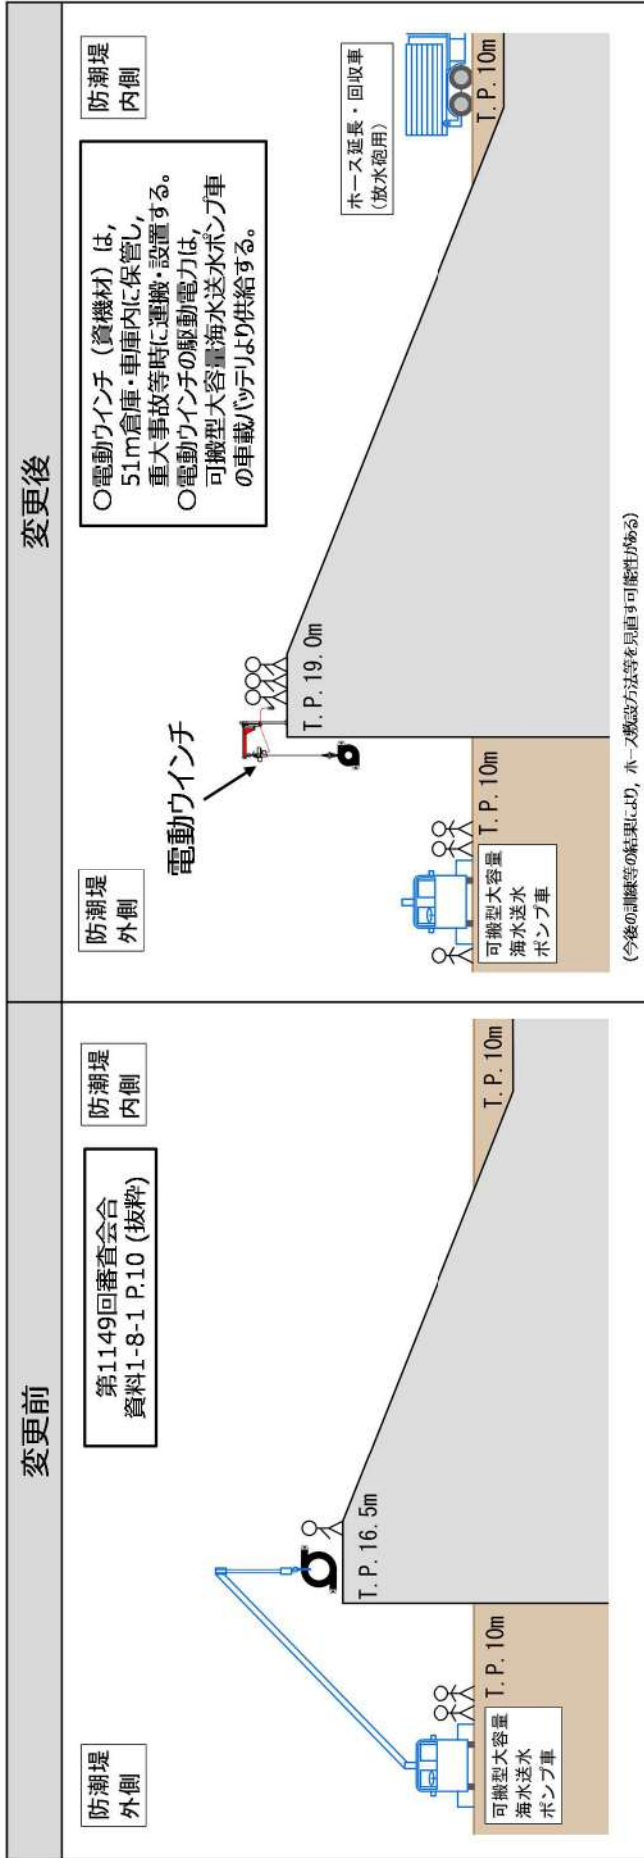 変更前
防潮堤
外側
第1149回審査会合
資料1-8-1 P.10 (抜粋)
防潮堤
内側
T.P.16.5m
T.P.10m
可搬型大容量
海水送水
ポンプ車
T.P.10m
変更後
防潮堤
外側
電動ウインチ
○電動ウインチ（資機材）は,
51m倉庫・車庫内に保管し,
重大事故等時に運搬・設置する。
○電動ウインチの駆動電力は,
可搬型大容量海水送水ポンプ車
の車載バッテリより供給する。
防潮堤
内側
ホース延長・回収車
（放水砲用）
T.P.19.0m
T.P.10m
可搬型大容量
海水送水
ポンプ車
T.P.10m
(今後の訓練等の結果により，ホース敷設方法等を見直す可能性がある)